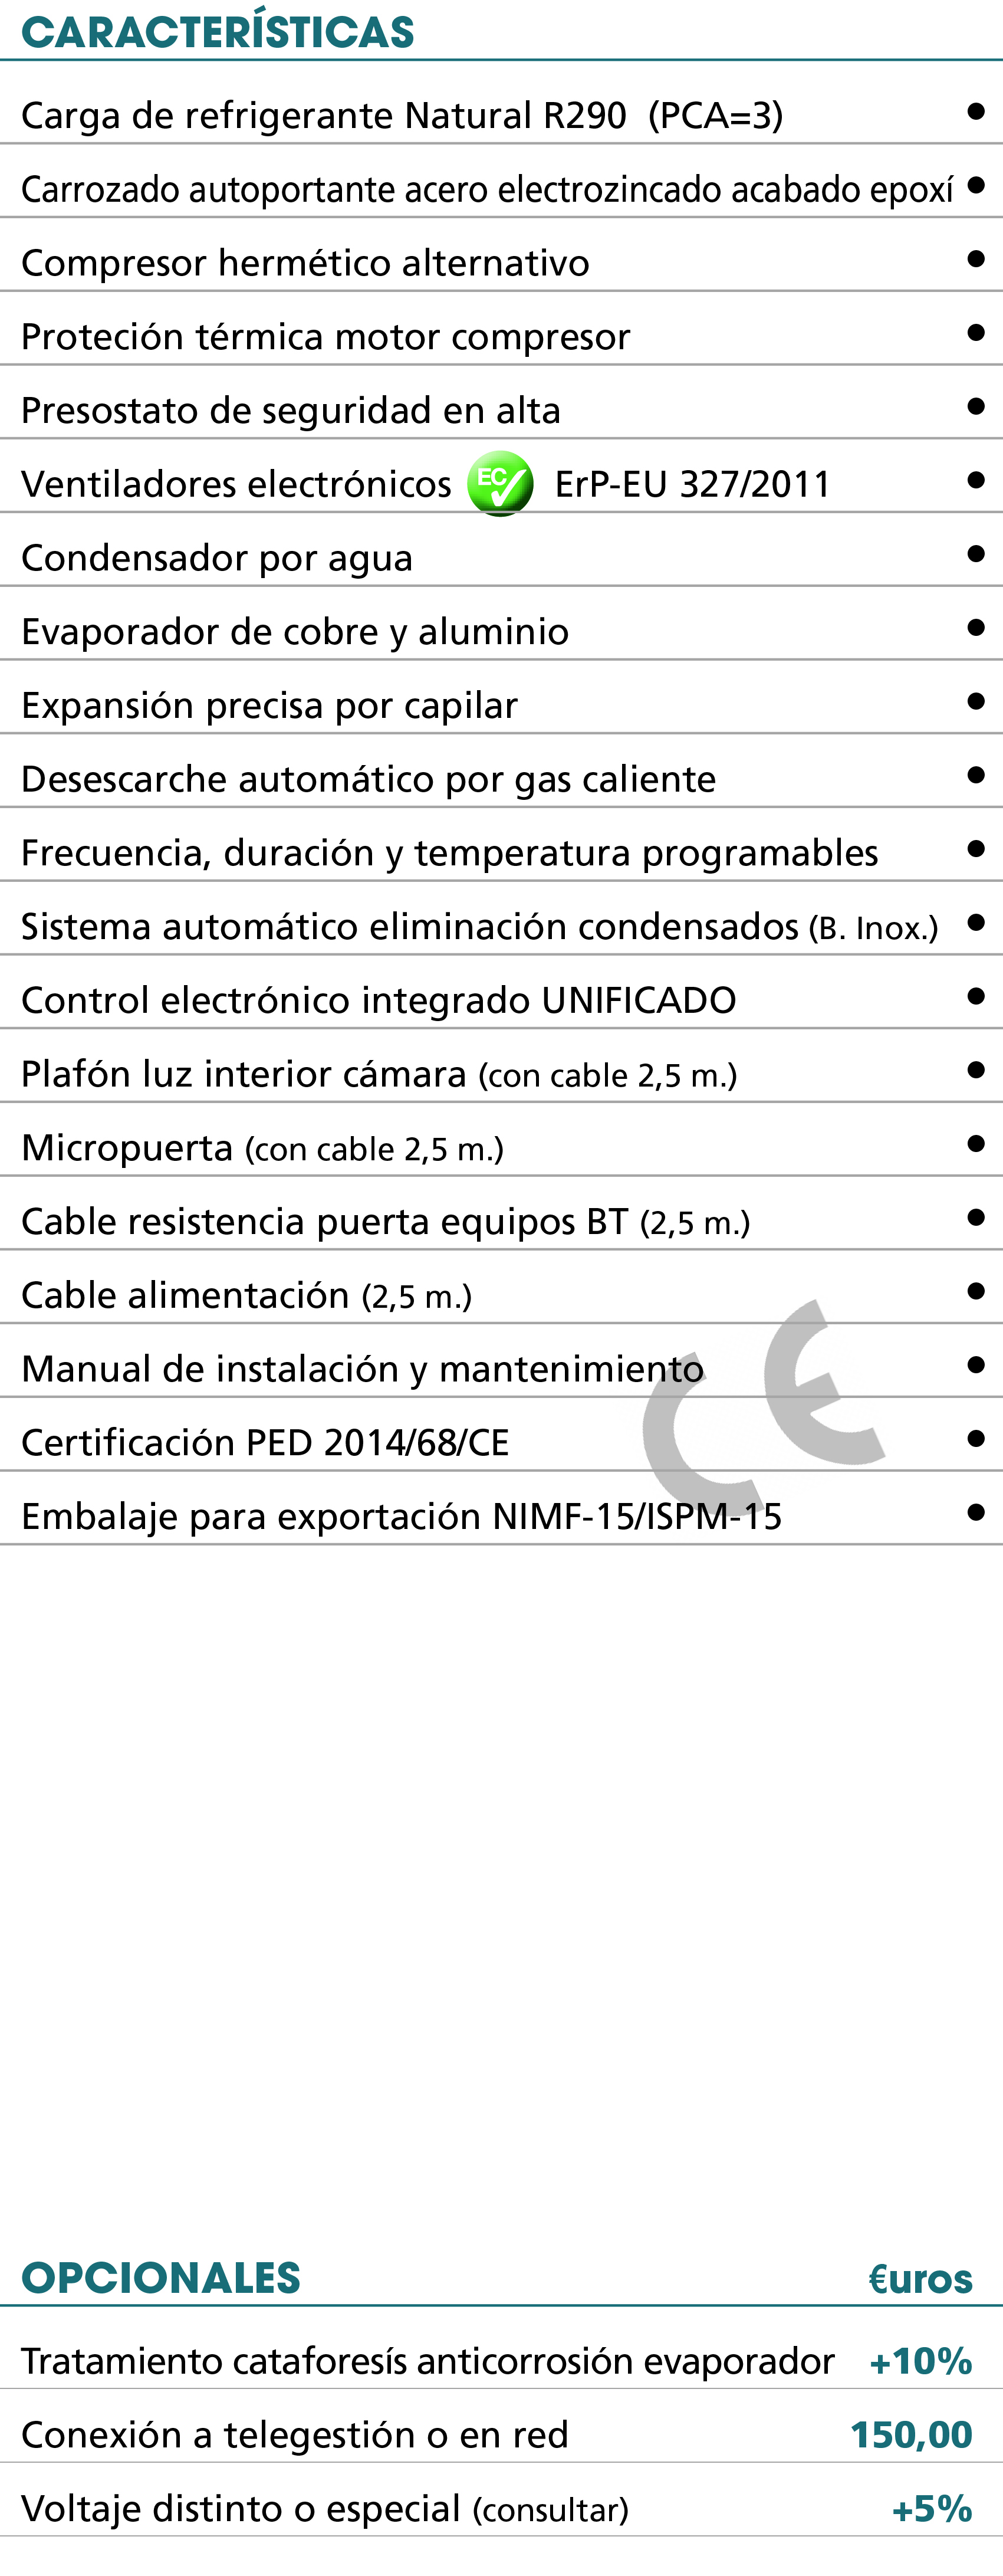 CARACTERÍSTICAS
Carga de refrigerante Natural R290 (PCA=3) •
Carrozado autoportante acero electrozincado acabado epoxí •
Compresor hermético alternativo •
Proteción térmica motor compresor •
Presostato de seguridad en alta •
Ventiladores electrónicos EC ErP-EU 327/2011 •
Condensador por agua •
Evaporador de cobre y aluminio •
Expansión precisa por capilar •
Desescarche automático por gas caliente •
Frecuencia, duración y temperatura programables •
Sistema automático eliminación condensados (B. Inox.) •
Control electrónico integrado UNIFICADO •
Plafón luz interior cámara (con cable 2,5 m.) •
Micropuerta (con cable 2,5 m.) •
Cable resistencia puerta equipos BT (2,5 m.) •
Cable alimentación (2,5 m.) •
Manual de instalación y mantenimiento •
CE
Certificación PED 2014/68/CE •
Embalaje para exportación NIMF-15/ISPM-15 •
OPCIONALES €uros
Tratamiento cataforesís anticorrosión evaporador +10%
Conexión a telegestión o en red 150,00
Voltaje distinto o especial (consultar) +5%